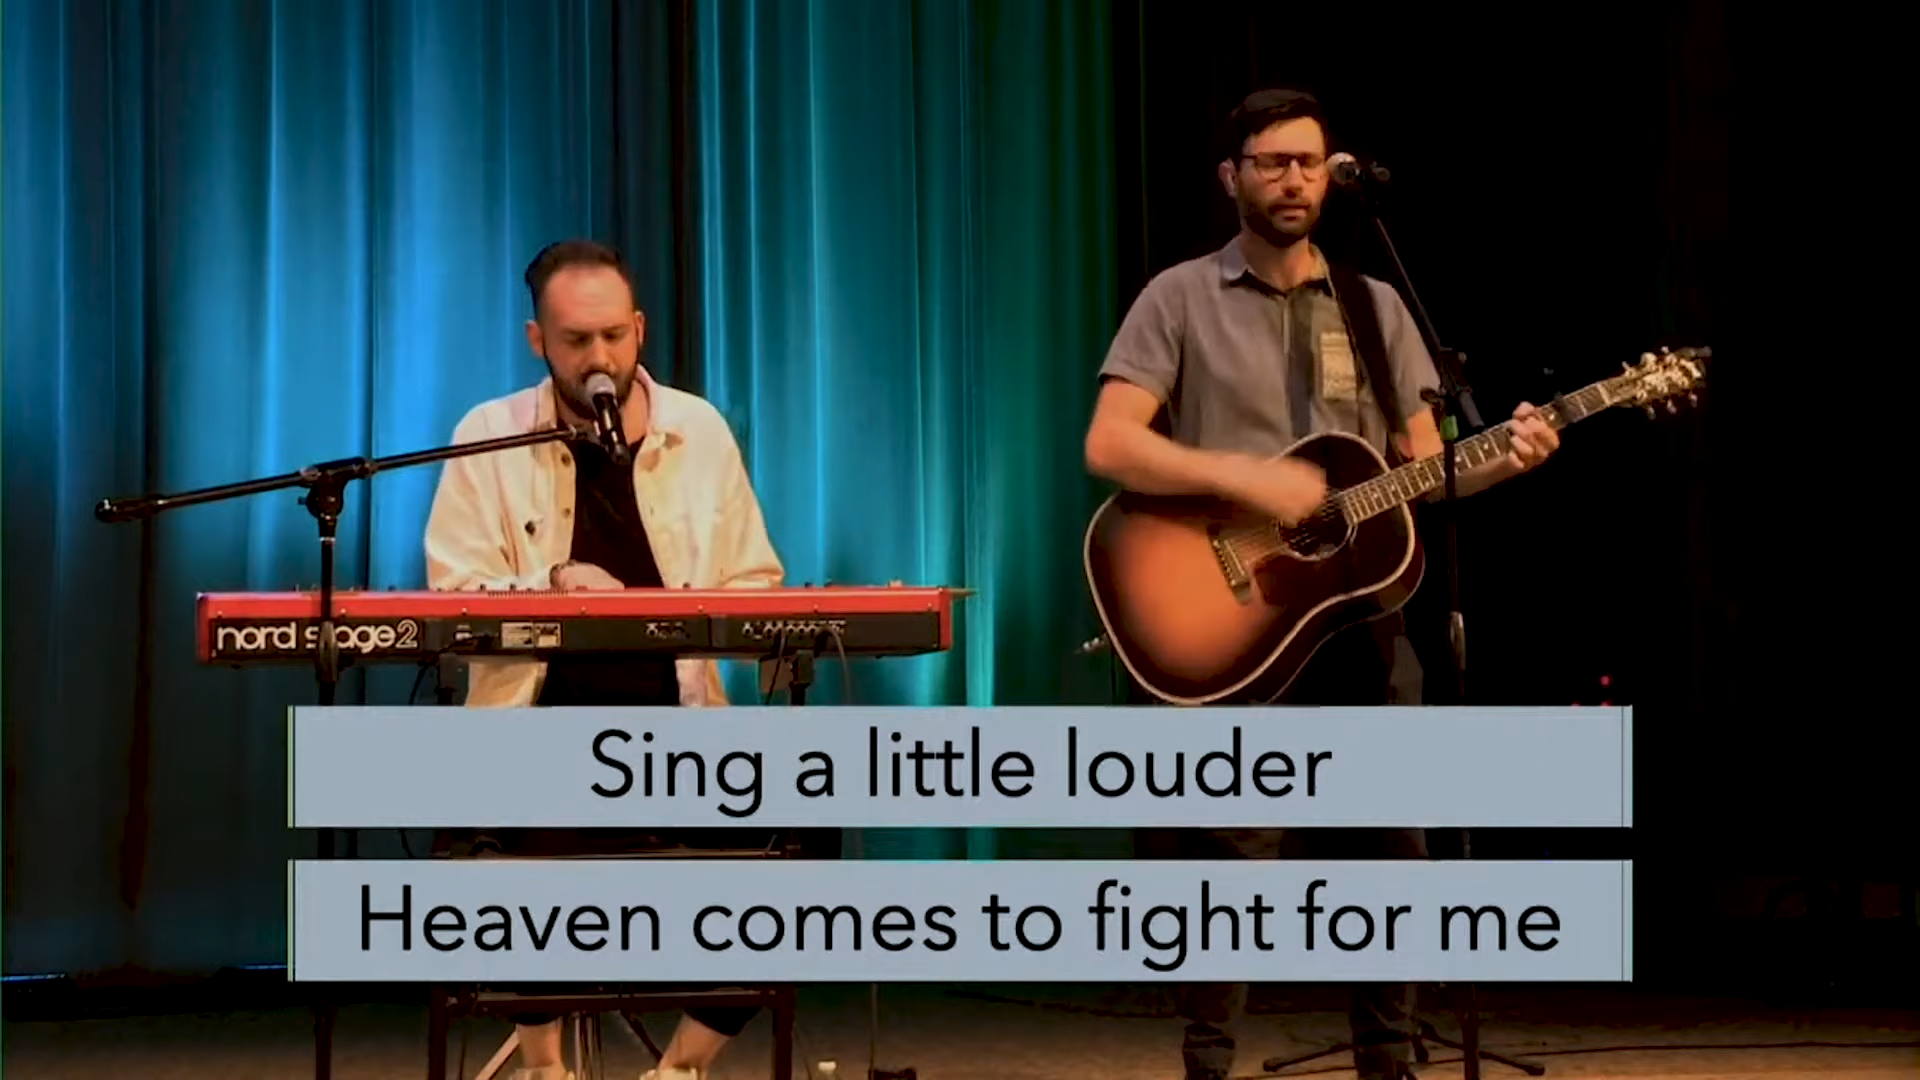 nord stage2
Sing a little louder
Heaven comes to fight for me